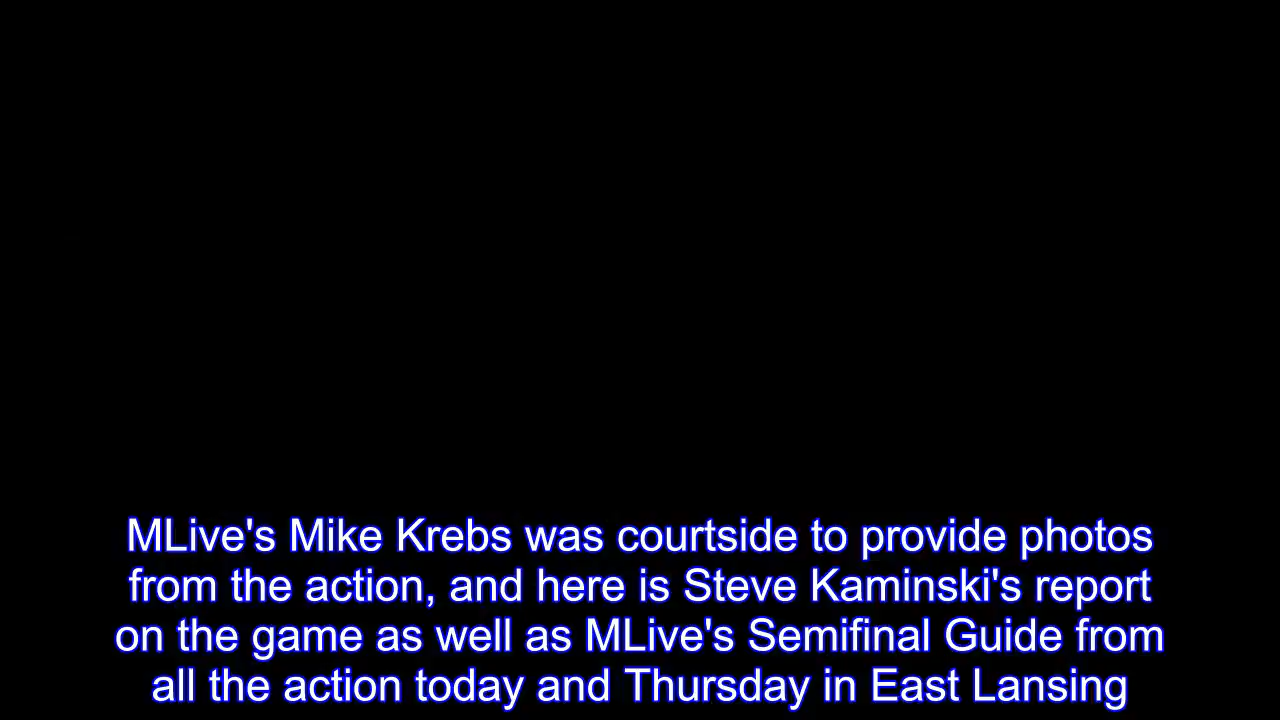 MLive's Mike Krebs was courtside to provide photos
from the action, and here is Steve Kaminski's report
on the game as well as MLive's Semifinal Guide from
all the action today and Thursday in East Lansing